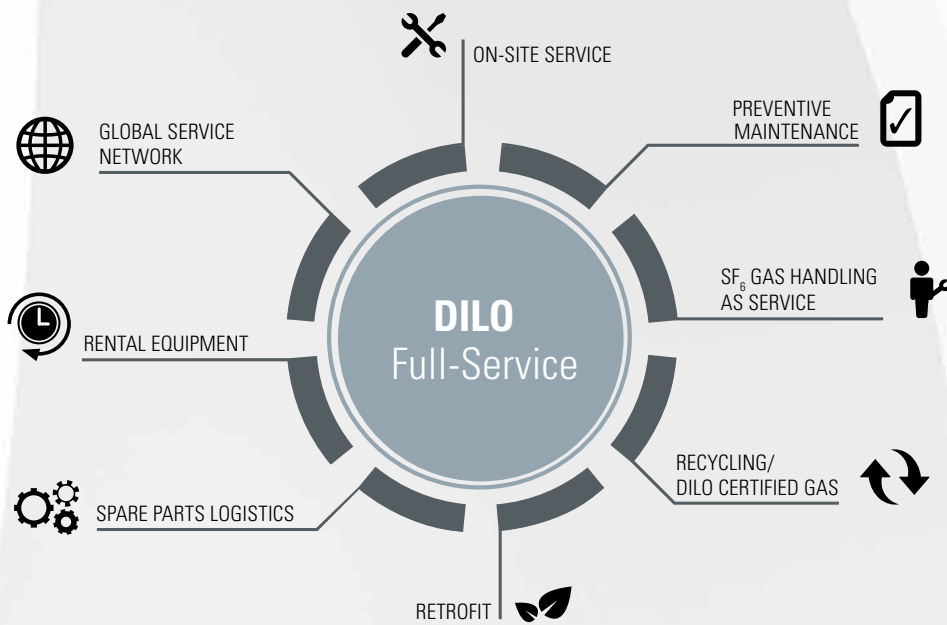 ON-SITE SERVICE
GLOBAL SERVICE
NETWORK
PREVENTIVE
MAINTENANCE
SF₆ GAS HANDLING
AS SERVICE
DILO
Full-Service
RENTAL EQUIPMENT
RECYCLING/
DILO CERTIFIED GAS
SPARE PARTS LOGISTICS
RETROFIT